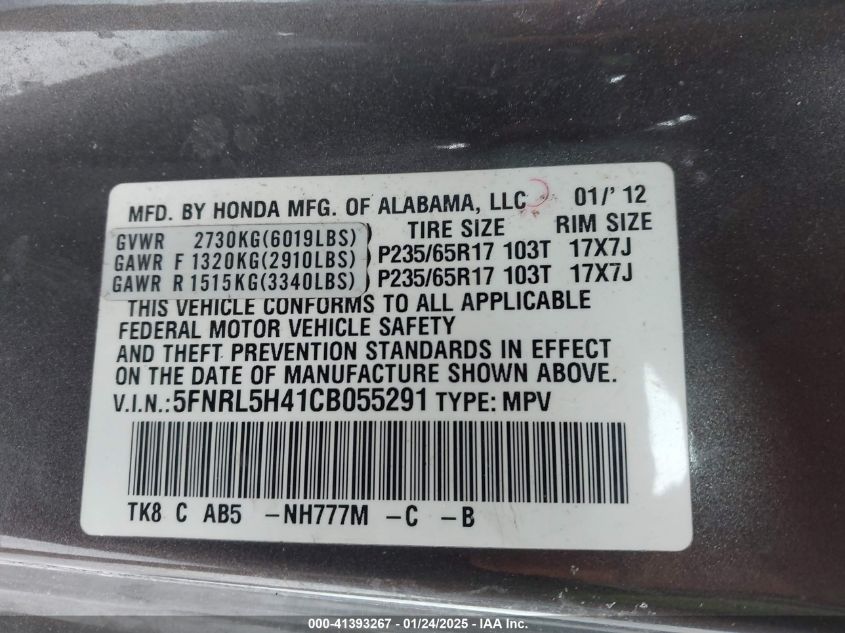 MFD. BY HONDA MFG. OF ALABAMA, LLC 01/'12
TIRE SIZE RIM SIZE
GVWR 2730KG(6019LBS)
GAWR F 1320KG(2910LBS) P235/65R17 103T 17X7J
GAWR R 1515KG(3340LBS) P235/65R17 103T 17X7J
THIS VEHICLE CONFORMS TO ALL APPLICABLE
FEDERAL MOTOR VEHICLE SAFETY
AND THEFT PREVENTION STANDARDS IN EFFECT
ON THE DATE OF MANUFACTURE SHOWN ABOVE.
V.I.N.:5FNRL5H41CB055291 TYPE: MPV
TK8 C AB5 -NH777M -C -B
000-41393267 - 01/24/2025 - IAA Inc.